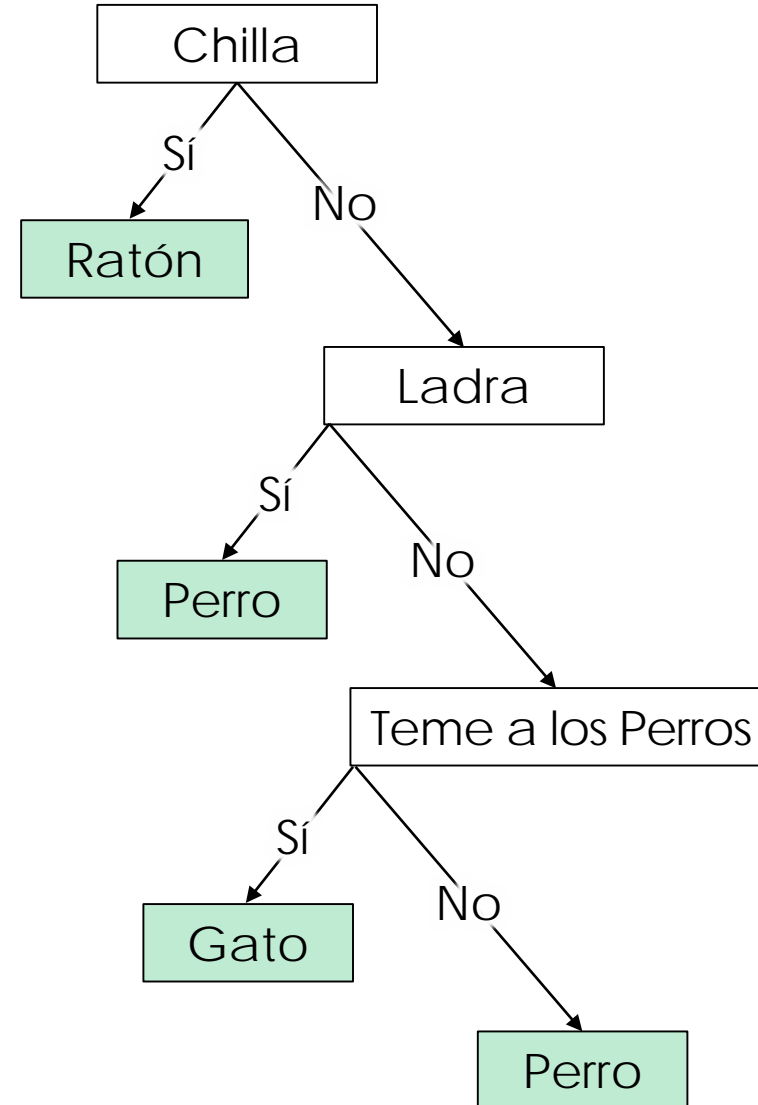 Chilla
Sí
No
Ratón
Ladra
Sí
No
Perro
Teme a los Perros
Sí
No
Gato
Perro